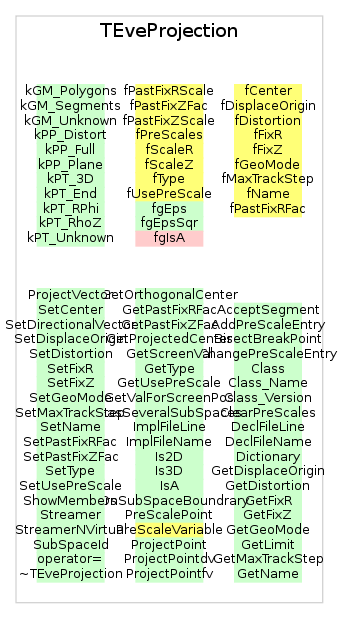 TEveProjection
kGM_Polygons
kGM_Segments
kGM_Unknown
kPP_Distort
kPP_Full
kPP_Plane
kPT_3D
kPT_End
kPT_RPhi
kPT_RhoZ
kPT_Unknown
fPastFixRScale
fPastFixZFac
fPastFixZScale
fPreScales
fScaleR
fScaleZ
fType
fUsePreScale
fgEps
fgEpsSqr
fgIsA
fCenter
fDisplaceOrigin
fDistortion
fFixR
fFixZ
fGeoMode
fMaxTrackStep
fName
fPastFixRFac
ProjectVector
SetCenter
SetDirectionalVector
SetDisplaceOrigin
SetDistortion
SetFixR
SetFixZ
SetGeoMode
SetMaxTrackStep
SetName
SetPastFixRFac
SetPastFixZFac
SetType
SetUsePreScale
ShowMembers
Streamer
StreamerNVirtual
SubSpaceId
operator=
~TEveProjection
SetOrthogonalCenter
GetPastFixRFac
GetPastFixZFac
GetProjectedCenter
GetScreenVal
GetType
GetUsePreScale
GetValForScreenPos
HasSeveralSubSpaces
ImplFileLine
ImplFileName
Is2D
Is3D
IsA
IsSubSpaceBoundary
PreScalePoint
PreScaleVariable
ProjectPoint
ProjectPointdv
ProjectPointfv
AcceptSegment
AddPreScaleEntry
BisectBreakPoint
ChangePreScaleEntry
Class
Class_Name
Class_Version
ClearPreScales
DeclFileLine
DeclFileName
Dictionary
GetDisplaceOrigin
GetDistortion
GetFixR
GetFixZ
GetGeoMode
GetLimit
GetMaxTrackStep
GetName